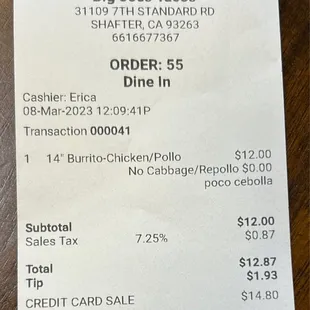 31109 7TH STANDARD RD
SHAFTER, CA 93263
6616677367
ORDER: 55
Dine In
Cashier: Erica
08-Mar-2023 12:09:41P
Transaction 000041
1 14" Burrito-Chicken/Pollo $12.00
No Cabbage/Repollo $0.00
poco cebolla
Subtotal $12.00
Sales Tax 7.25% $0.87
Total $12.87
Tip $1.93
CREDIT CARD SALE $14.80